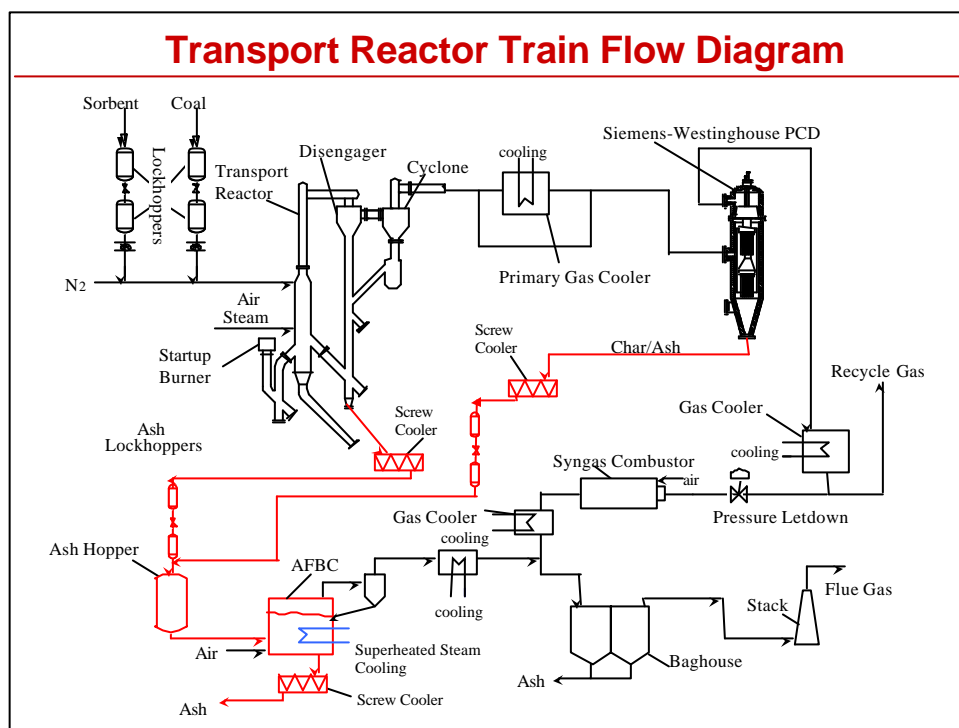 Transport Reactor Train Flow Diagram
Sorbent
Coal
Lockhoppers
Transport
Reactor
Disengager
Cyclone
cooling
Primary Gas Cooler
Siemens-Westinghouse PCD
N2
Air
Steam
Startup
Burner
Screw
Cooler
Char/Ash
Recycle Gas
Ash
Lockhoppers
Screw
Cooler
Gas Cooler
cooling
Syngas Combustor
air
Pressure Letdown
Gas Cooler
cooling
Ash Hopper
AFBC
cooling
Superheated Steam
Cooling
Air
Screw Cooler
Ash
Ash
Baghouse
Stack
Flue Gas